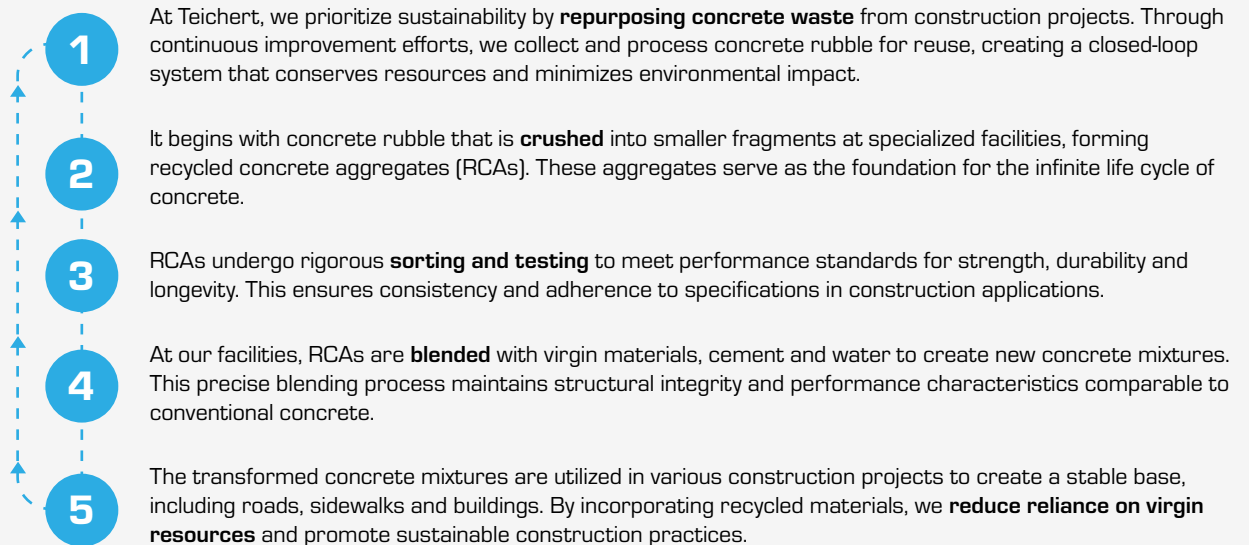 1
At Teichert, we prioritize sustainability by repurposing concrete waste from construction projects. Through
continuous improvement efforts, we collect and process concrete rubble for reuse, creating a closed-loop
system that conserves resources and minimizes environmental impact.
2
It begins with concrete rubble that is crushed into smaller fragments at specialized facilities, forming
recycled concrete aggregates (RCAs). These aggregates serve as the foundation for the infinite life cycle of
concrete.
3
RCAs undergo rigorous sorting and testing to meet performance standards for strength, durability and
longevity. This ensures consistency and adherence to specifications in construction applications.
4
At our facilities, RCAs are blended with virgin materials, cement and water to create new concrete mixtures.
This precise blending process maintains structural integrity and performance characteristics comparable to
conventional concrete.
5
The transformed concrete mixtures are utilized in various construction projects to create a stable base,
including roads, sidewalks and buildings. By incorporating recycled materials, we reduce reliance on virgin
resources and promote sustainable construction practices.